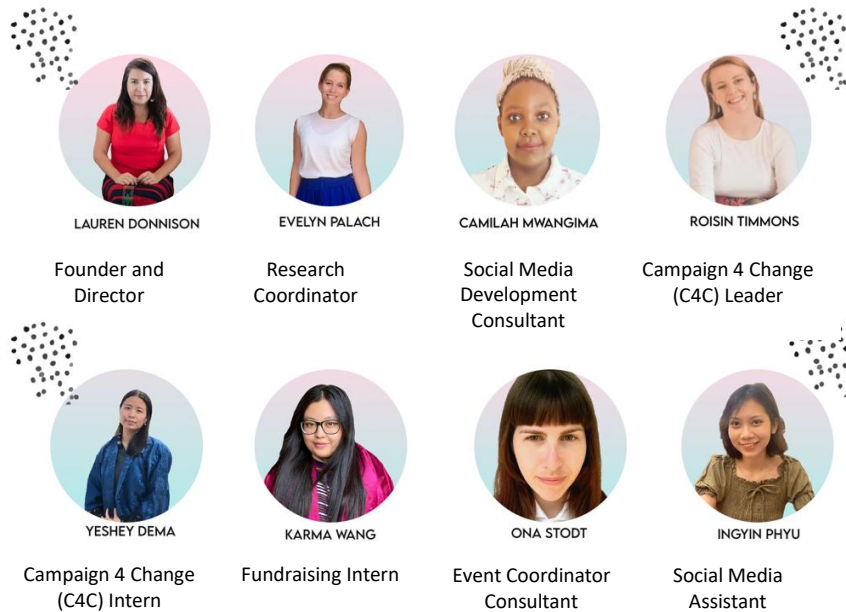 LAUREN DONNISON
EVELYN PALACH
CAMILAH MWANGIMA
ROISIN TIMMONS
Founder and
Director
Research
Coordinator
Social Media
Development
Consultant
Campaign 4 Change
(C4C) Leader
YESHEY DEMA
KARMA WANG
ONA STODT
INGYIN PHYU
Campaign 4 Change
(C4C) Intern
Fundraising Intern
Event Coordinator
Consultant
Social Media
Assistant